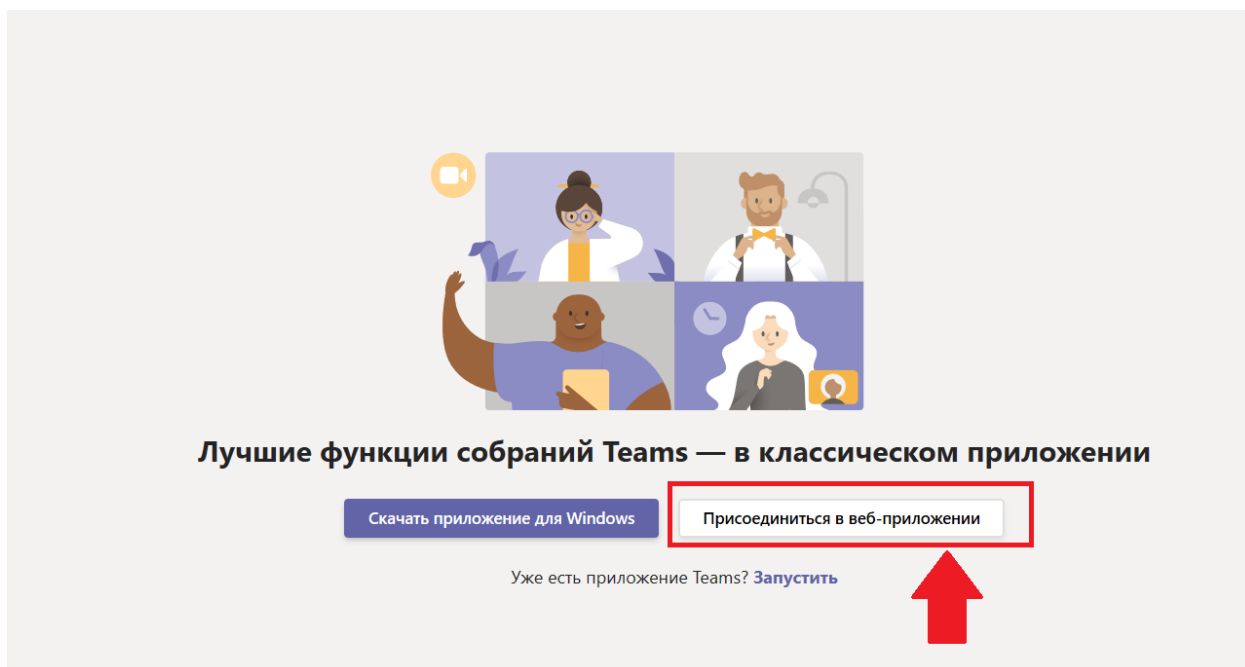 Лучшие функции собраний Teams — в классическом приложении
Скачать приложение для Windows
Присоединиться в веб-приложении
Уже есть приложение Teams? Запустить